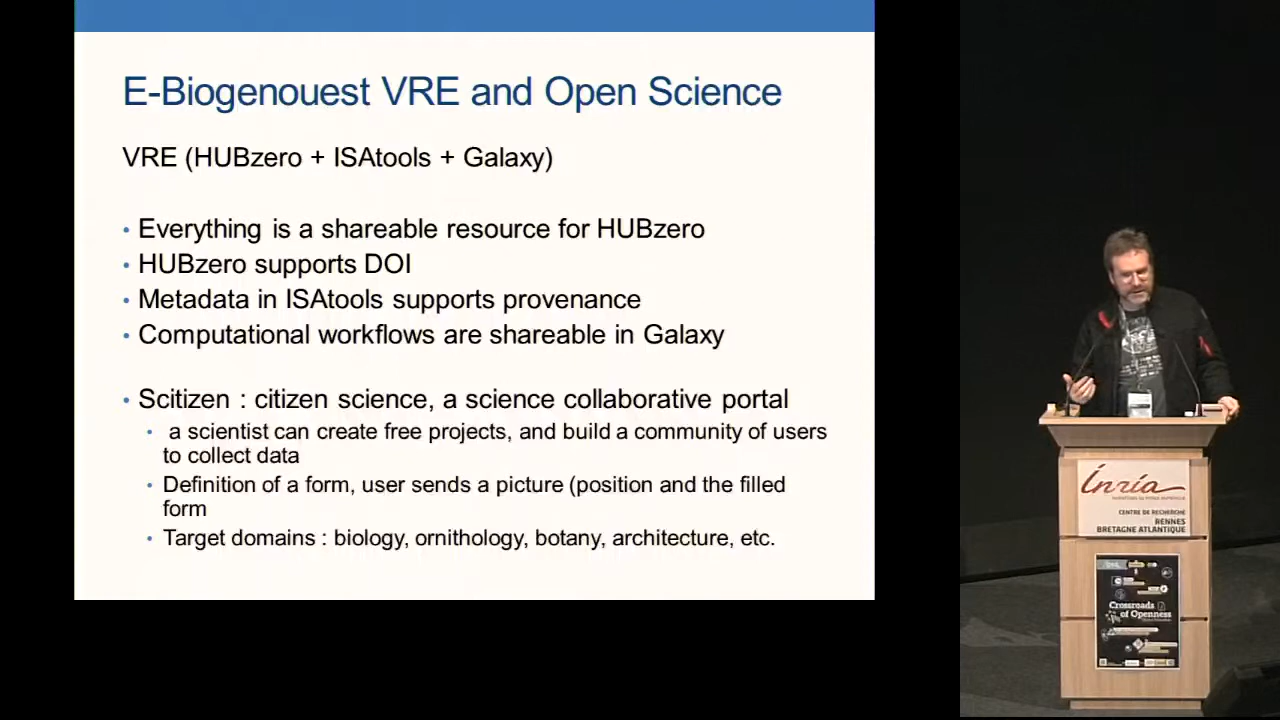 E-Biogenouest VRE and Open Science
VRE (HUBzero + ISAtools + Galaxy)
• Everything is a shareable resource for HUBzero
• HUBzero supports DOI
• Metadata in ISAtools supports provenance
• Computational workflows are shareable in Galaxy
• Scitizen : citizen science, a science collaborative portal
• a scientist can create free projects, and build a community of users
to collect data
• Definition of a form, user sends a picture (position and the filled
form
• Target domains : biology, ornithology, botany, architecture, etc.
Inria
CENTRE DE RECHERCHE
RENNES
BRETAGNE ATLANTIQUE
Crossroads
of Openness